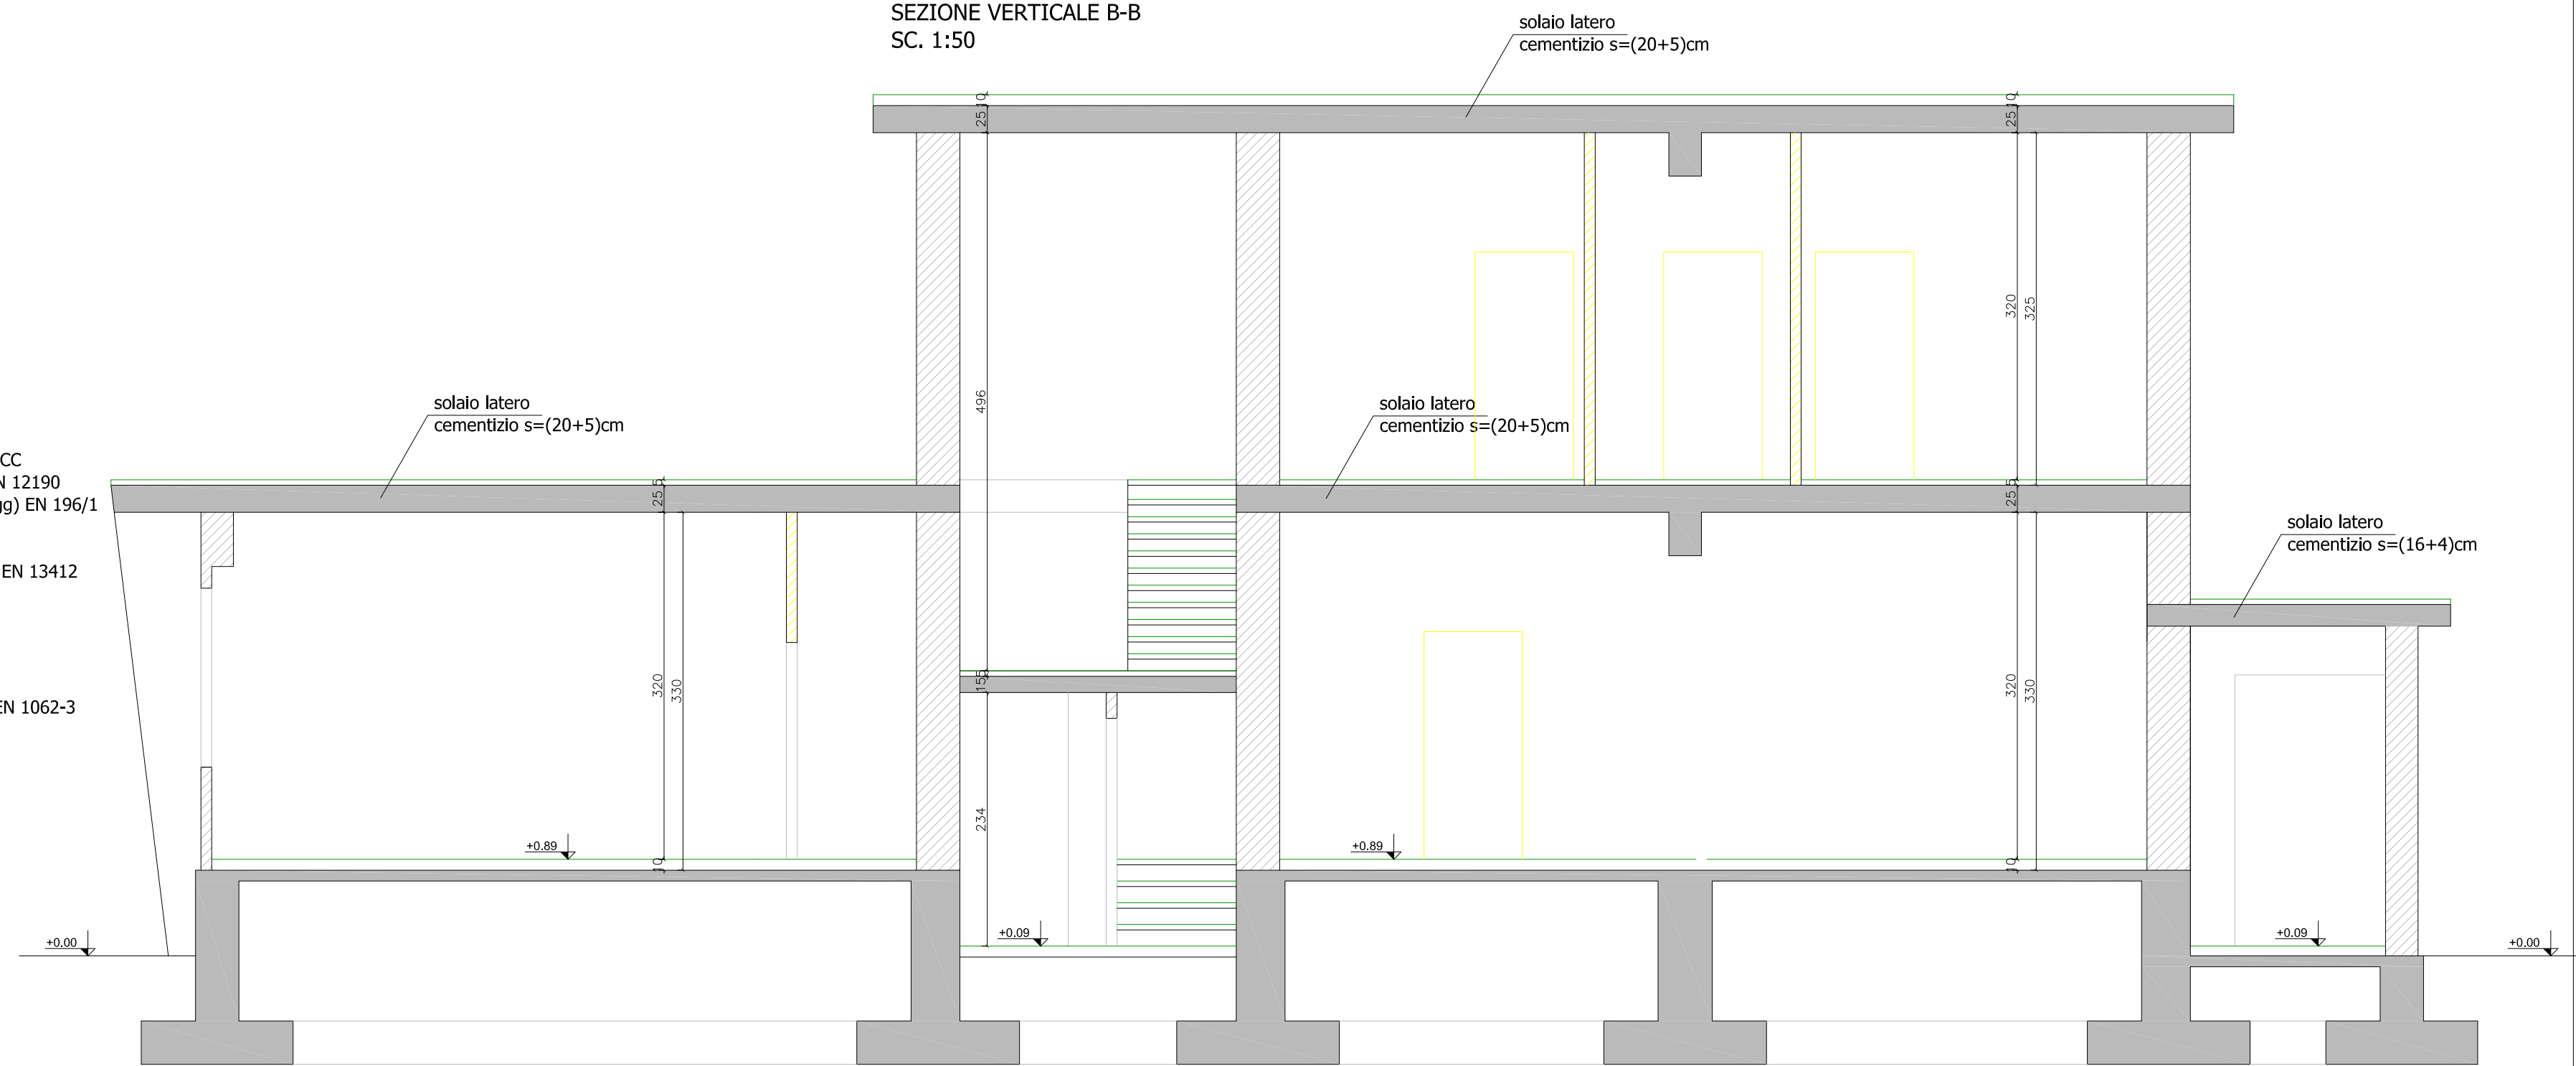 SEZIONE VERTICALE B-B
SC. 1:50
solaio latero
cementizio s=(20+5)cm
10
25
10
25
496
320
325
solaio latero
cementizio s=(20+5)cm
solaio latero
cementizio s=(20+5)cm
CC
N 12190
gg) EN 196/1
EN 13412
EN 1062-3
5
25
5
25
solaio latero
cementizio s=(16+4)cm
320
330
15
5
320
330
234
+0.89
10
+0.89
10
+0.00
+0.09
+0.09
+0.00